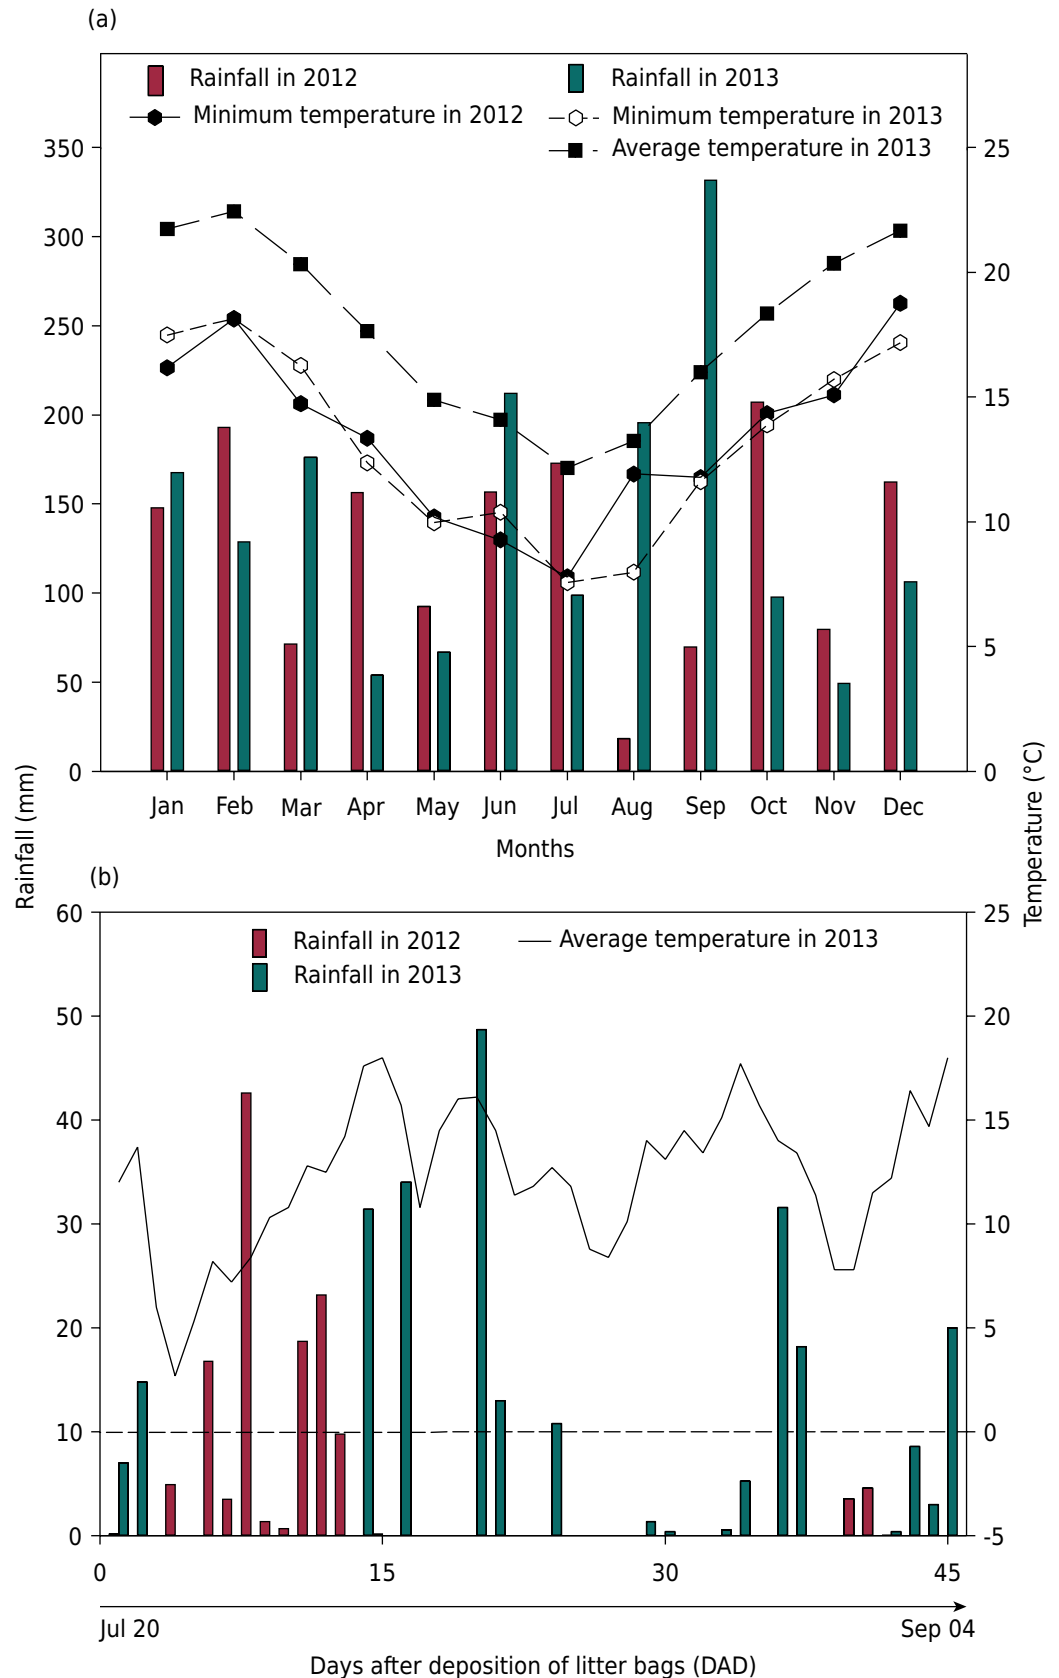 (a)
Rainfall in 2012
Rainfall in 2013
Minimum temperature in 2012
Minimum temperature in 2013
Average temperature in 2013
350
300
250
200
150
100
50
0
25
20
15
10
5
0
Jan Feb Mar Apr May Jun Jul Aug Sep Oct Nov Dec
Months
Rainfall (mm)
Temperature (°C)
(b)
Rainfall in 2012
Average temperature in 2013
Rainfall in 2013
60
50
40
30
20
10
0
25
20
15
10
5
0
-5
0 15 30 45
Jul 20 Sep 04
Days after deposition of litter bags (DAD)